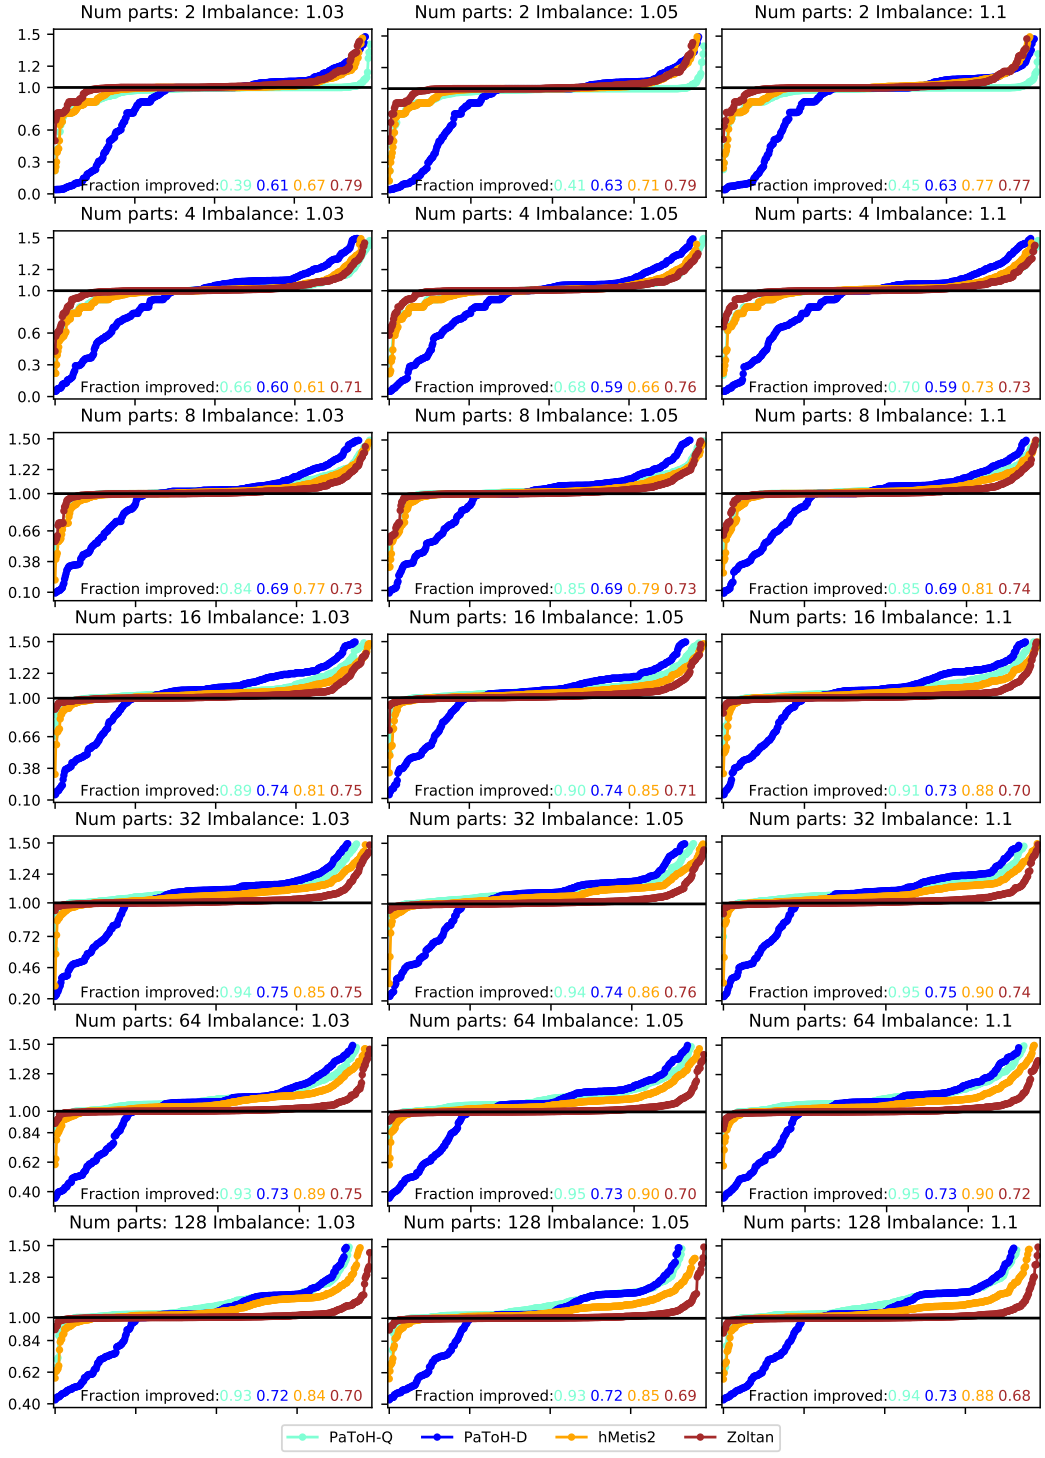 Num parts: 2 Imbalance: 1.03
Num parts: 2 Imbalance: 1.05
Num parts: 2 Imbalance: 1.1
1.5
1.2
1.0
0.6
0.3
0.0
Fraction improved:0.39 0.61 0.67 0.79
Fraction improved:0.41 0.63 0.71 0.79
Fraction improved:0.45 0.63 0.77 0.77
Num parts: 4 Imbalance: 1.03
Num parts: 4 Imbalance: 1.05
Num parts: 4 Imbalance: 1.1
1.5
1.2
1.0
0.6
0.3
0.0
Fraction improved:0.66 0.60 0.61 0.71
Fraction improved:0.68 0.59 0.66 0.76
Fraction improved:0.70 0.59 0.73 0.73
Num parts: 8 Imbalance: 1.03
Num parts: 8 Imbalance: 1.05
Num parts: 8 Imbalance: 1.1
1.50
1.22
1.00
0.66
0.38
0.10
Fraction improved:0.84 0.69 0.77 0.73
Fraction improved:0.85 0.69 0.79 0.73
Fraction improved:0.85 0.69 0.81 0.74
Num parts: 16 Imbalance: 1.03
Num parts: 16 Imbalance: 1.05
Num parts: 16 Imbalance: 1.1
1.50
1.22
1.00
0.66
0.38
0.10
Fraction improved:0.89 0.74 0.81 0.75
Fraction improved:0.90 0.74 0.85 0.71
Fraction improved:0.91 0.73 0.88 0.70
Num parts: 32 Imbalance: 1.03
Num parts: 32 Imbalance: 1.05
Num parts: 32 Imbalance: 1.1
1.50
1.24
1.00
0.72
0.46
0.20
Fraction improved:0.94 0.75 0.85 0.75
Fraction improved:0.94 0.74 0.86 0.76
Fraction improved:0.95 0.75 0.90 0.74
Num parts: 64 Imbalance: 1.03
Num parts: 64 Imbalance: 1.05
Num parts: 64 Imbalance: 1.1
1.50
1.28
1.00
0.84
0.62
0.40
Fraction improved:0.93 0.73 0.89 0.75
Fraction improved:0.95 0.73 0.90 0.70
Fraction improved:0.95 0.73 0.90 0.72
Num parts: 128 Imbalance: 1.03
Num parts: 128 Imbalance: 1.05
Num parts: 128 Imbalance: 1.1
1.50
1.28
1.00
0.84
0.62
0.40
Fraction improved:0.93 0.72 0.84 0.70
Fraction improved:0.93 0.72 0.85 0.69
Fraction improved:0.94 0.73 0.88 0.68
PaToH-Q PaToH-D hMetis2 Zoltan